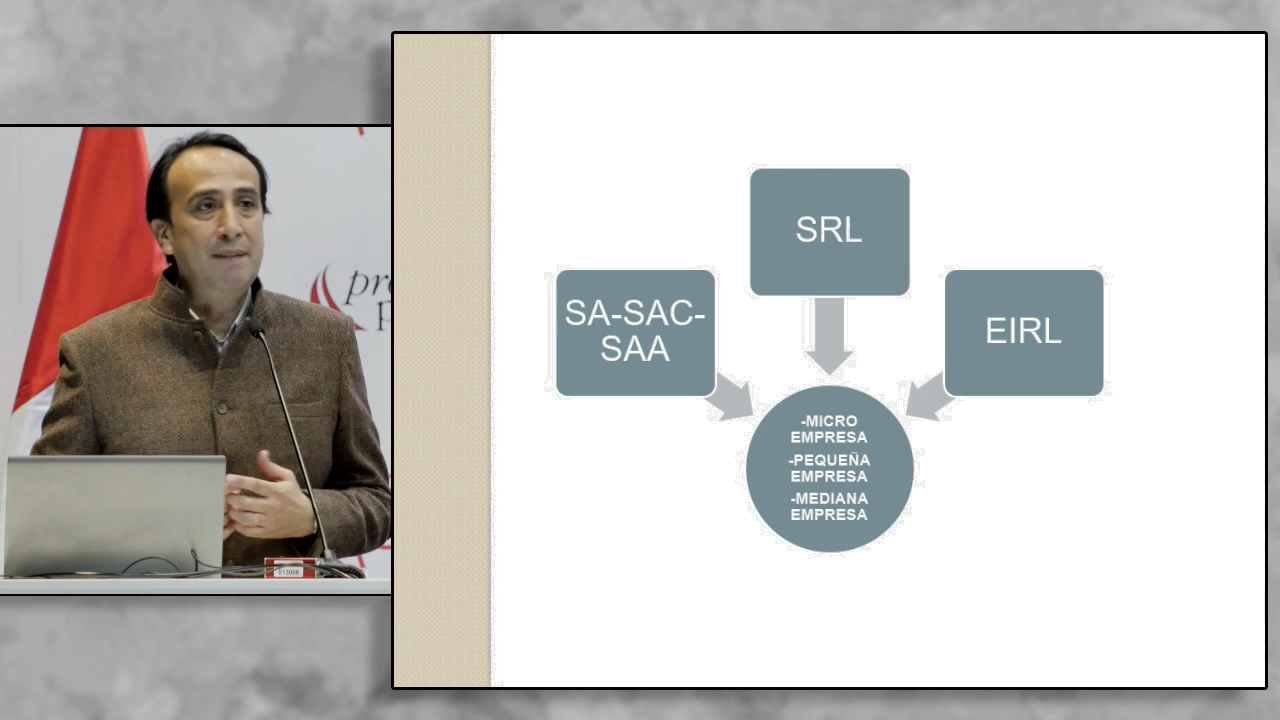 SRL
SA-SAC-
SAA
EIRL
-MICRO
EMPRESA
-PEQUEÑA
EMPRESA
-MEDIANA
EMPRESA